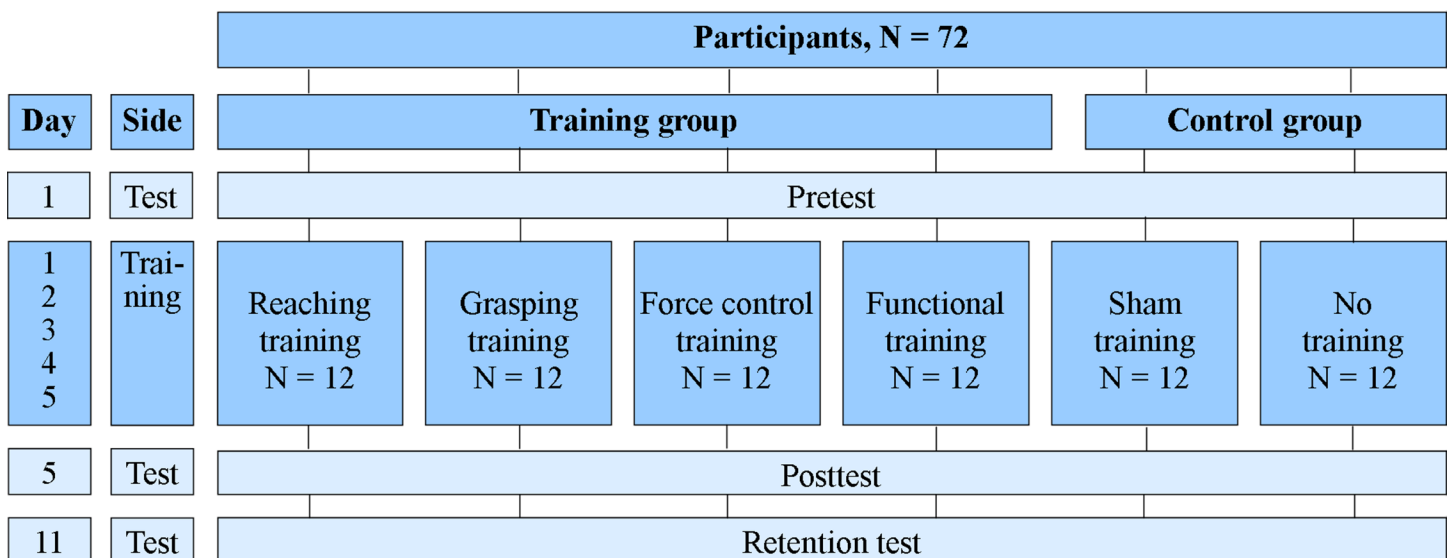 Participants, N = 72
Day
Side
Training group
Control group
1
Test
Pretest
1
2
3
4
5
Trai-
ning
Reaching
training
N = 12
Grasping
training
N = 12
Force control
training
N = 12
Functional
training
N = 12
Sham
training
N = 12
No
training
N = 12
5
Test
Posttest
11
Test
Retention test